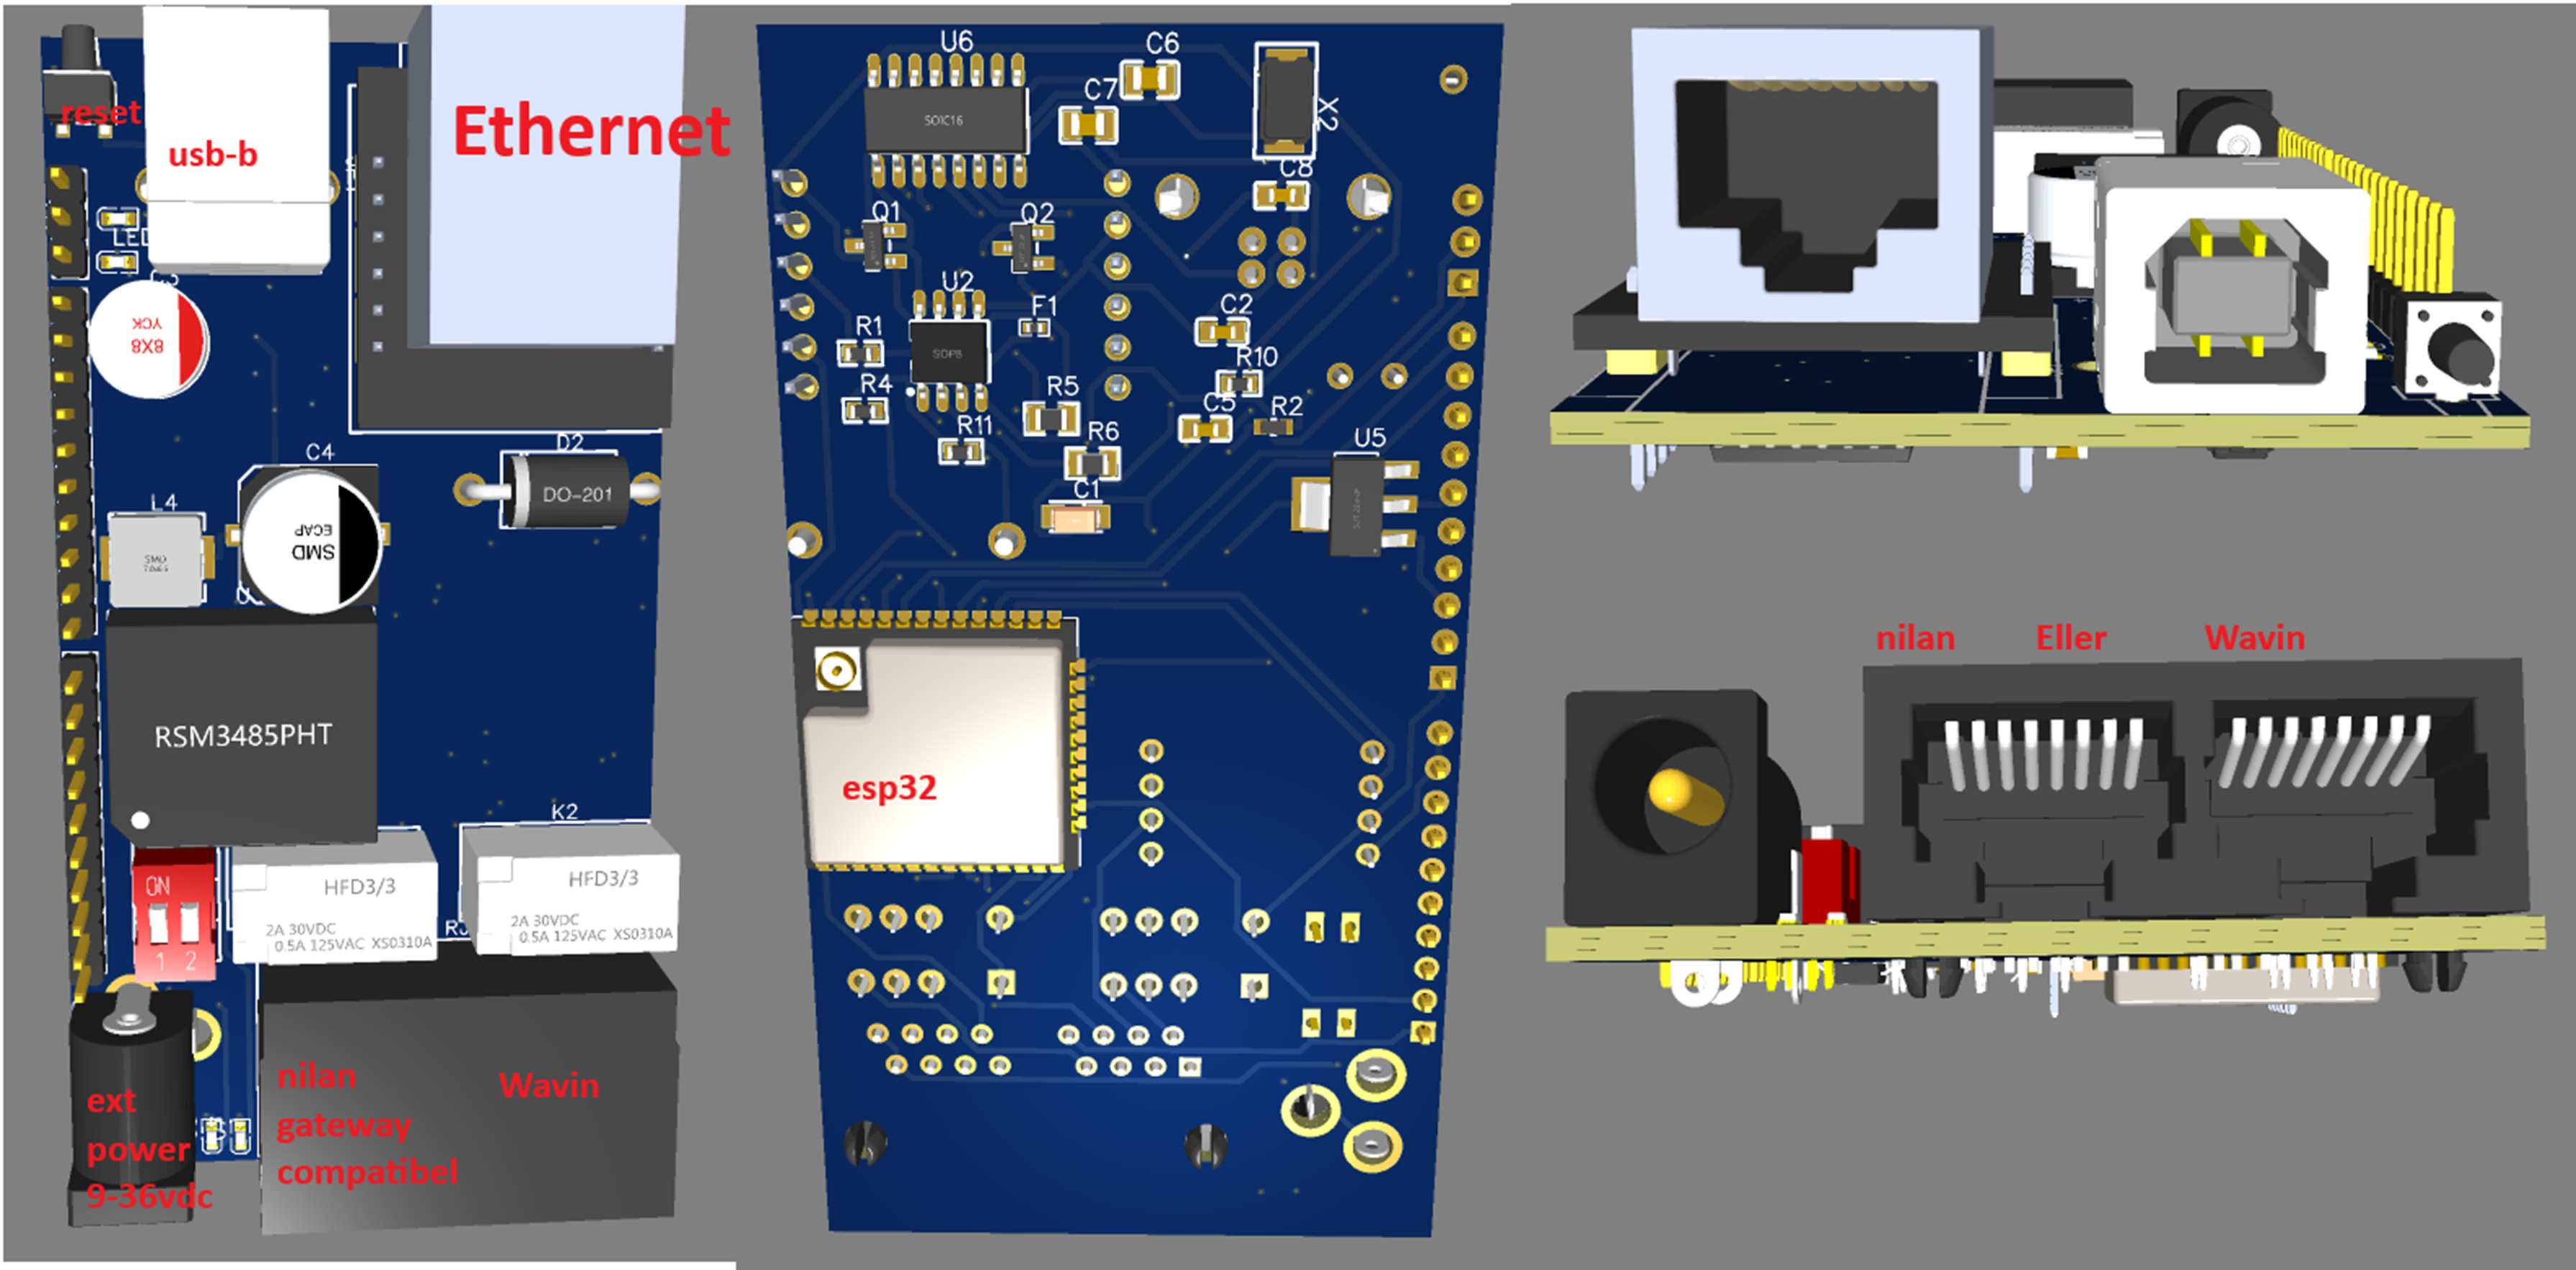 reset
usb-b
Ethernet
LED
YCK
8X8
C4
D2
DO-201
L4
ECAP
SMD
RSM3485PHT
K2
ON
1 2
HFD3/3
2A 30VDC
0.5A 125VAC XS0310A
HFD3/3
2A 30VDC
0.5A 125VAC XS0310A
ext
power
9-36vdc
nilan
gateway
compatibel
Wavin
U6
C6
C7
SOIC16
X2
C8
Q1
Q2
U2
F1
C2
R1
SOP8
R10
R4
R5
C5
R2
R11
R6
U5
C1
esp32
nilan Eller Wavin